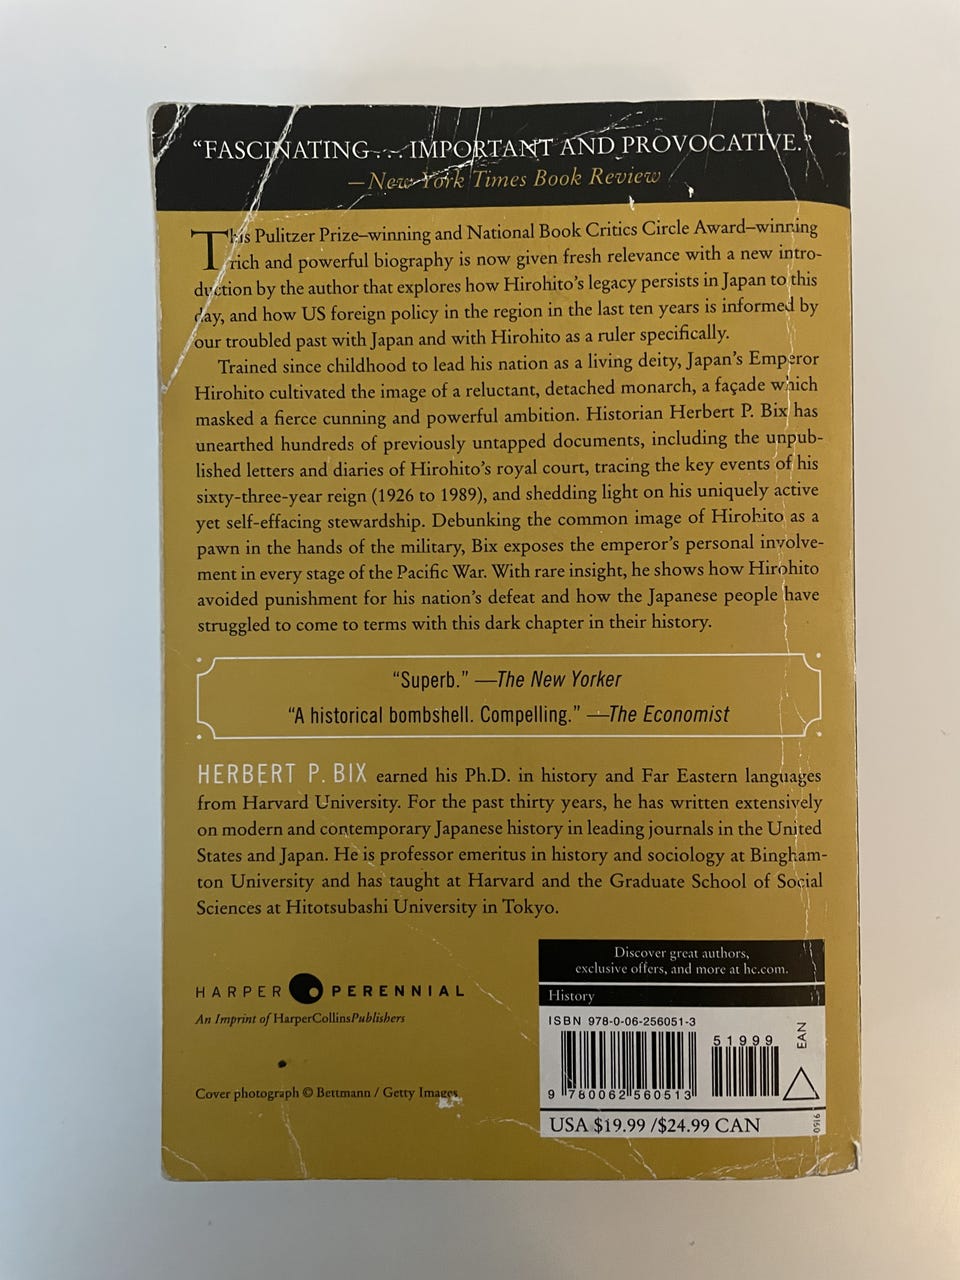 “FASCINATING . . . IMPORTANT AND PROVOCATIVE.”
—New York Times Book Review
This Pulitzer Prize–winning and National Book Critics Circle Award–winning
rich and powerful biography is now given fresh relevance with a new intro-
duction by the author that explores how Hirohito’s legacy persists in Japan to this
day, and how US foreign policy in the region in the last ten years is informed by
our troubled past with Japan and with Hirohito as a ruler specifically.
Trained since childhood to lead his nation as a living deity, Japan’s Emperor
Hirohito cultivated the image of a reluctant, detached monarch, a façade which
masked a fierce cunning and powerful ambition. Historian Herbert P. Bix has
unearthed hundreds of previously untapped documents, including the unpub-
lished letters and diaries of Hirohito’s royal court, tracing the key events of his
sixty-three-year reign (1926 to 1989), and shedding light on his uniquely active
yet self-effacing stewardship. Debunking the common image of Hirohito as a
pawn in the hands of the military, Bix exposes the emperor’s personal involve-
ment in every stage of the Pacific War. With rare insight, he shows how Hirohito
avoided punishment for his nation’s defeat and how the Japanese people have
struggled to come to terms with this dark chapter in their history.
“Superb.” —The New Yorker
“A historical bombshell. Compelling.” —The Economist
HERBERT P. BIX earned his Ph.D. in history and Far Eastern languages
from Harvard University. For the past thirty years, he has written extensively
on modern and contemporary Japanese history in leading journals in the United
States and Japan. He is professor emeritus in history and sociology at Bingham-
ton University and has taught at Harvard and the Graduate School of Social
Sciences at Hitotsubashi University in Tokyo.
HARPER PERENNIAL
An Imprint of HarperCollinsPublishers
Cover photograph © Bettmann / Getty Images
Discover great authors,
exclusive offers, and more at hc.com.
History
ISBN 978-0-06-256051-3
51999
EAN
9 780062 560513
USA $19.99 /$24.99 CAN
0916